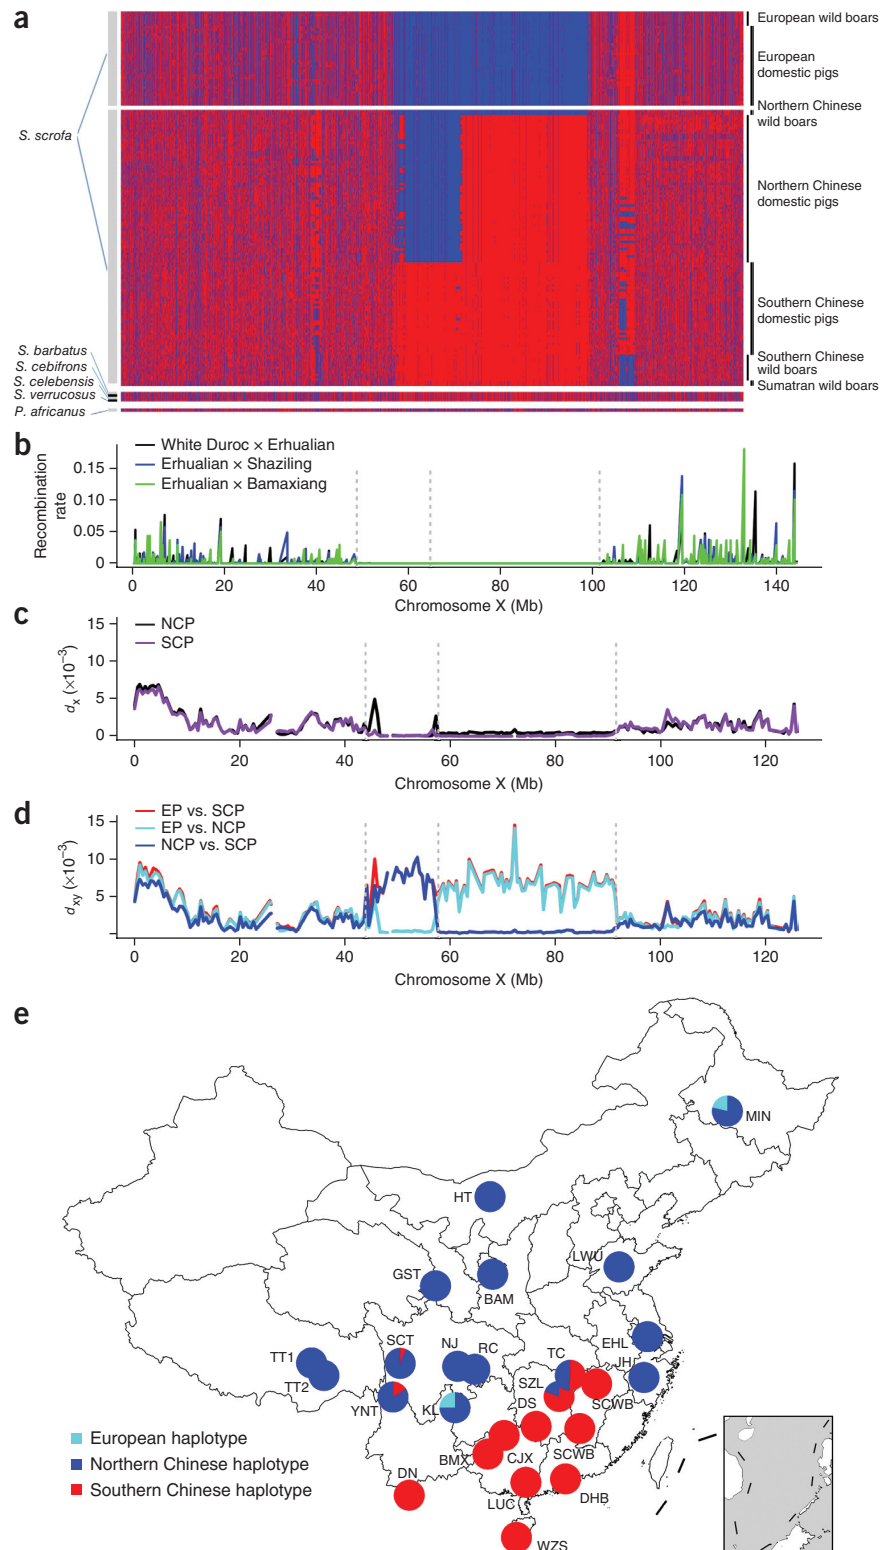 a
European wild boars
European
domestic pigs
Northern Chinese
wild boars
S. scrofa
Northern Chinese
domestic pigs
Southern Chinese
domestic pigs
S. barbatus
S. cebifrons
S. celebensis
S. verrucosus
P. africanus
Southern Chinese
wild boars
Sumatran wild boars
b
White Duroc × Erhualian
Erhualian × Shaziling
Erhualian × Bamaxiang
Recombination
rate
0.15
0.10
0.05
0
0 20 40 60 80 100 120 140
Chromosome X (Mb)
c
NCP
SCP
dx (×10−3)
15
10
5
0
0 20 40 60 80 100 120
Chromosome X (Mb)
d
EP vs. SCP
EP vs. NCP
NCP vs. SCP
dxy (×10−3)
15
10
5
0 20 40 60 80 100 120
Chromosome X (Mb)
e
MIN
HT
LWU
GST
BAM
EHL
SCT
NJ
RC
TC
JH
TT1
TT2
SZL
SCWB
YNT
KL
DS
European haplotype
Northern Chinese haplotype
Southern Chinese haplotype
BMX
CJX
SCWB
DN
LUC
DHB
WZS